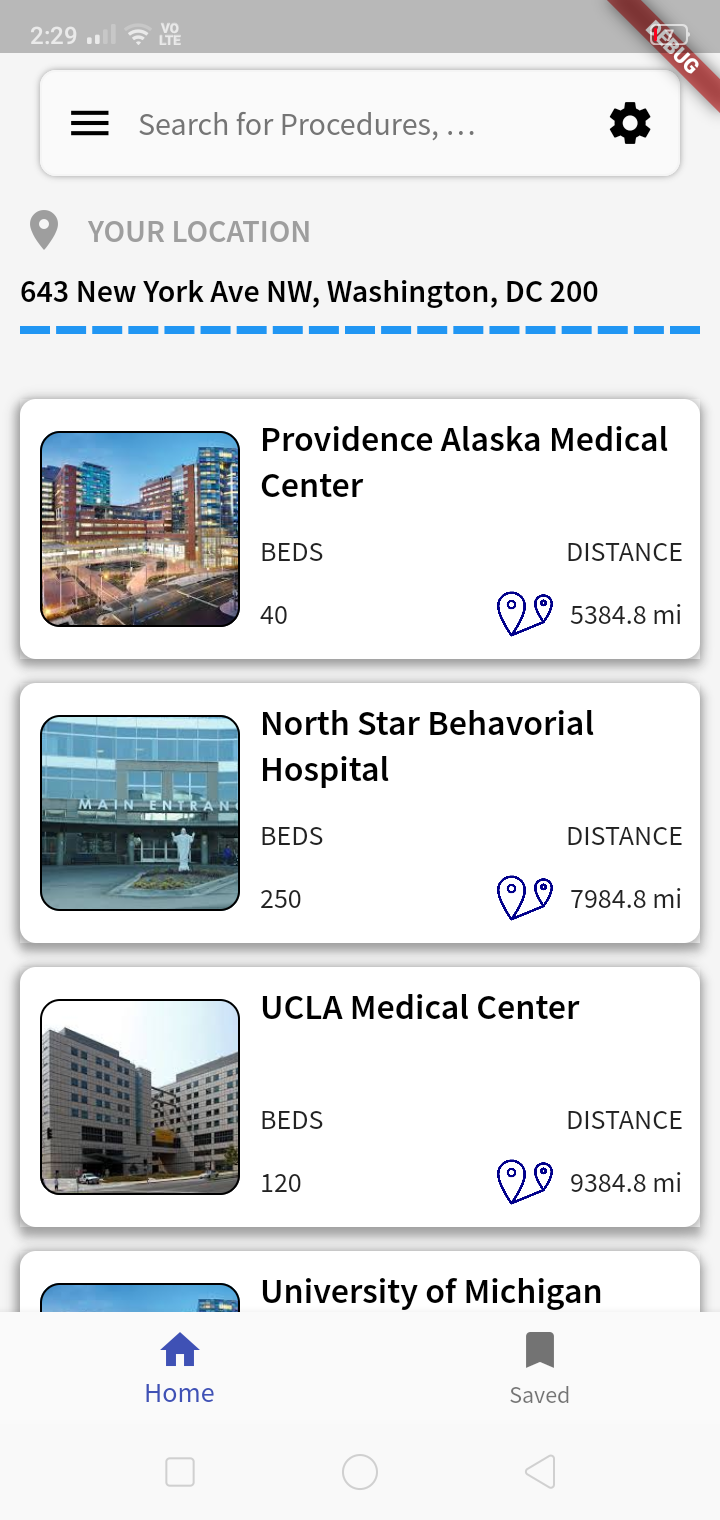 2:29
VO
LTE
DEBUG
Search for Procedures, ...
YOUR LOCATION
643 New York Ave NW, Washington, DC 200
Providence Alaska Medical
Center
BEDS
DISTANCE
40
5384.8 mi
North Star Behavorial
Hospital
MAIN ENTRAN
BEDS
DISTANCE
250
7984.8 mi
UCLA Medical Center
BEDS
DISTANCE
120
9384.8 mi
University of Michigan
Home
Saved